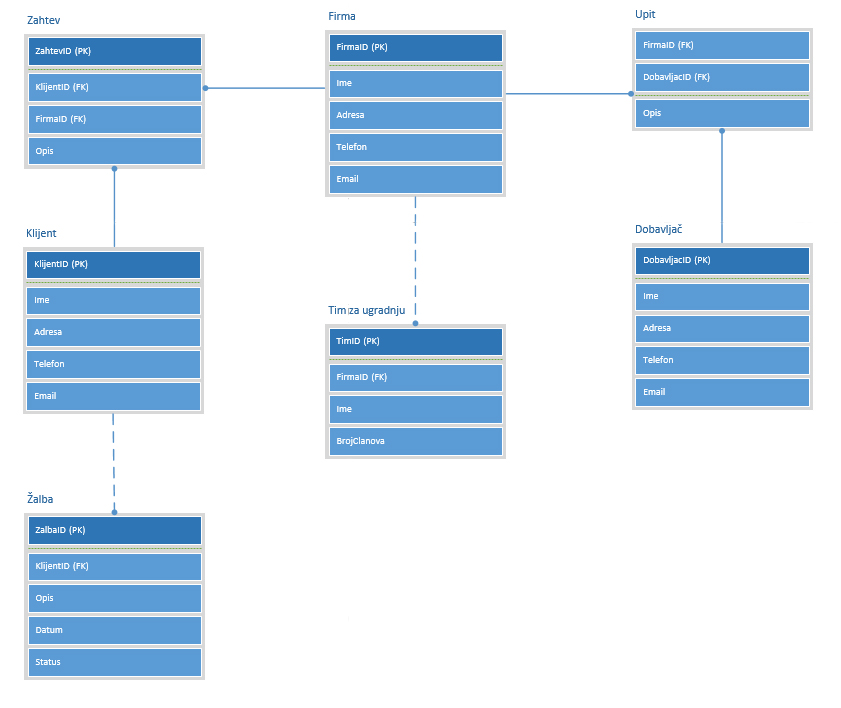 Zahtev
ZahtevID (PK)
KlijentID (FK)
FirmaID (FK)
Opis
Firma
FirmaID (PK)
Ime
Adresa
Telefon
Email
Upit
FirmaID (FK)
DobavljacID (FK)
Opis
Klijent
KlijentID (PK)
Ime
Adresa
Telefon
Email
Tim za ugradnju
TimID (PK)
FirmaID (FK)
Ime
BrojClanova
Dobavljač
DobavljacID (PK)
Ime
Adresa
Telefon
Email
Žalba
ZalbaID (PK)
KlijentID (FK)
Opis
Datum
Status